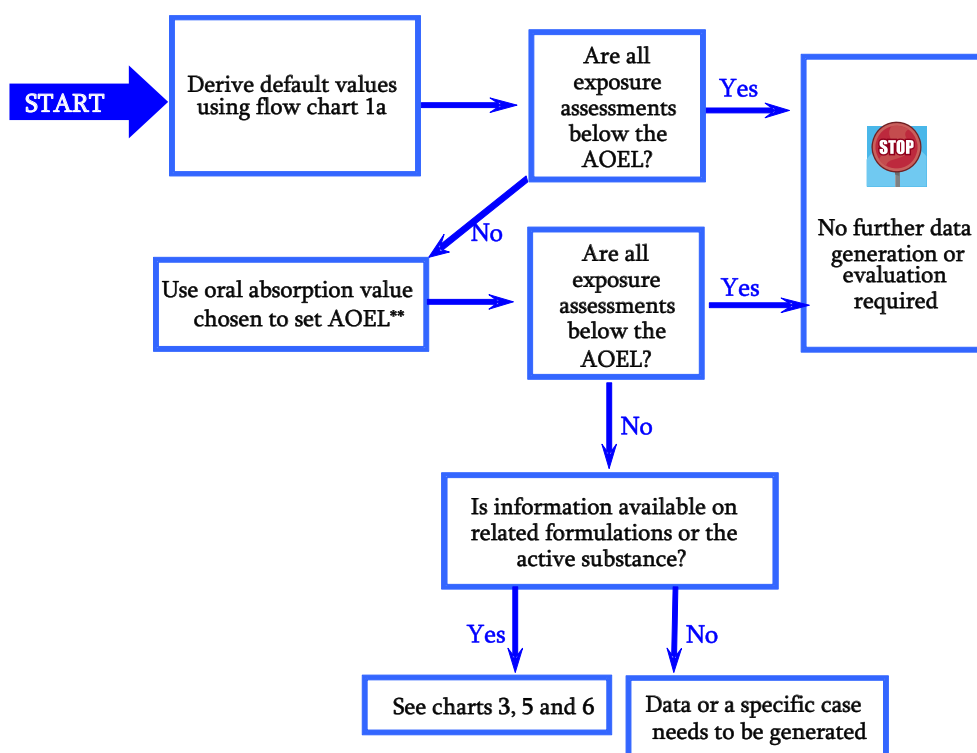 START
Derive default values
using flow chart 1a
Are all
exposure
assessments
below the
AOEL?
Yes
STOP
No further data
generation or
evaluation
required
No
Use oral absorption value
chosen to set AOEL**
Are all
exposure
assessments
below the
AOEL?
Yes
No
Is information available on
related formulations or the
active substance?
Yes
No
See charts 3, 5 and 6
Data or a specific case
needs to be generated